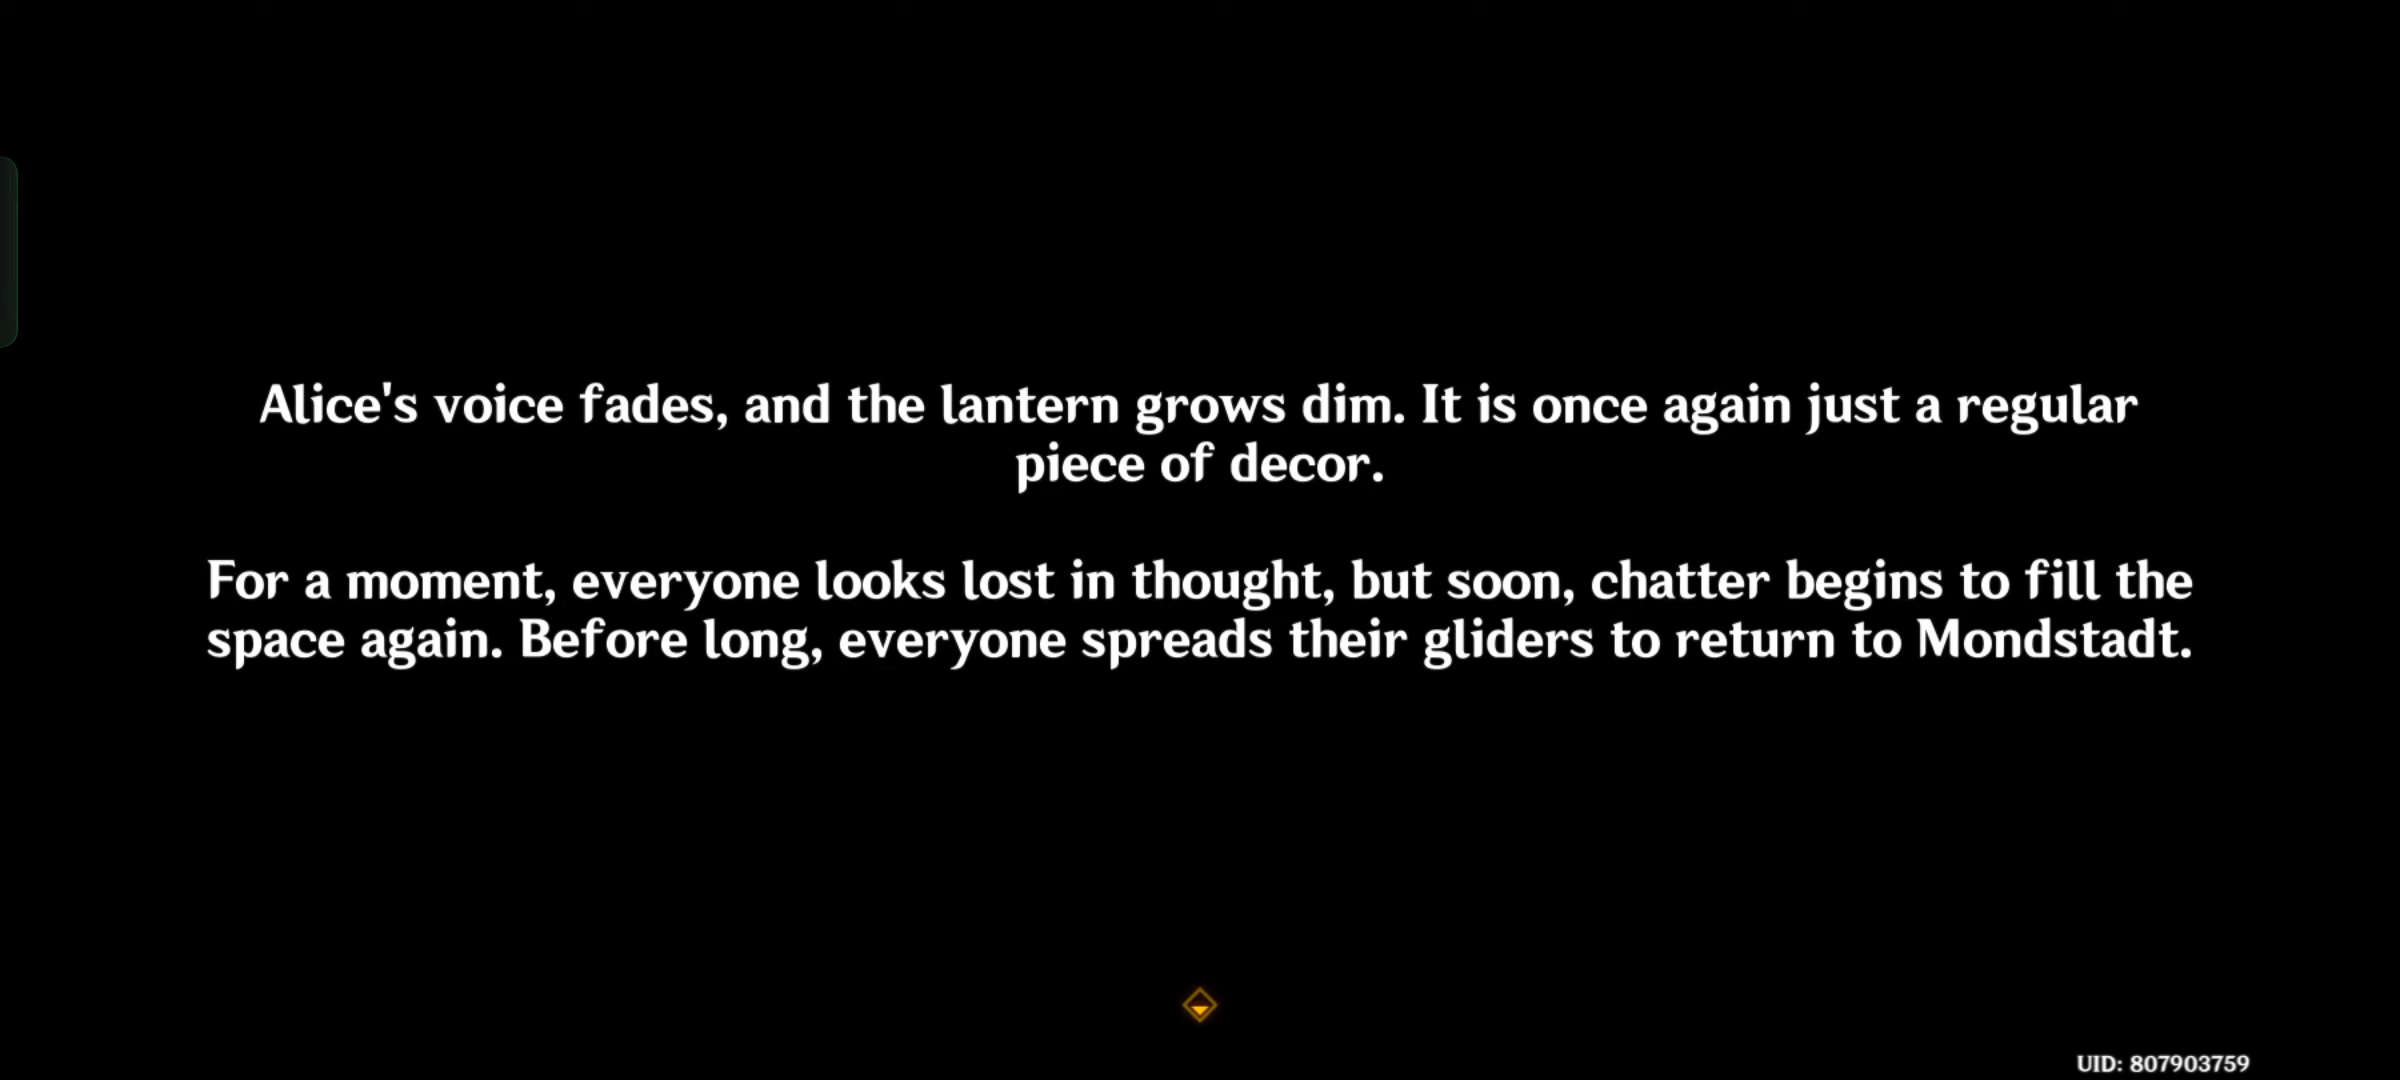 Alice's voice fades, and the lantern grows dim. It is once again just a regular
piece of decor.
For a moment, everyone looks lost in thought, but soon, chatter begins to fill the
space again. Before long, everyone spreads their gliders to return to Mondstadt.
UID: 807903759